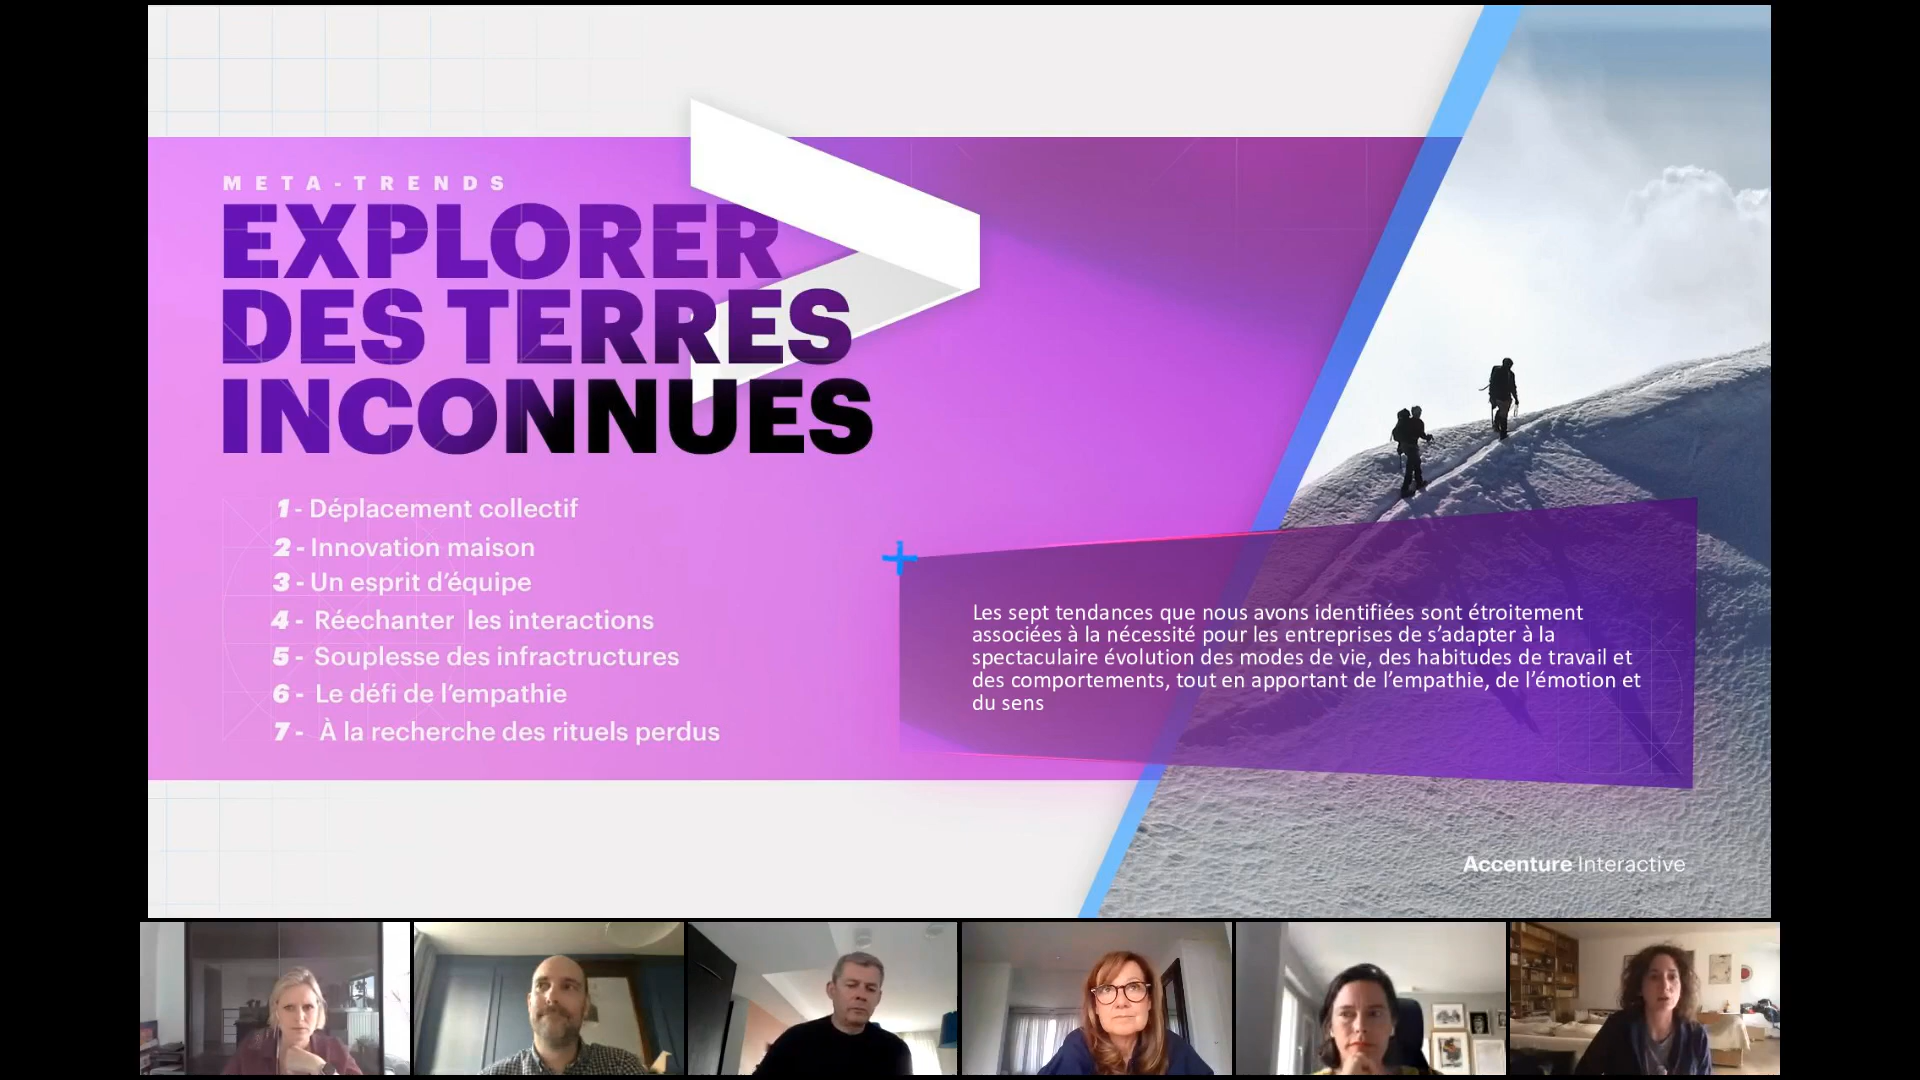 META-TRENDS
EXPLORER
DES TERRES
INCONNUES
1- Déplacement collectif
2 - Innovation maison
3 - Un esprit d’équipe
4 - Réechanter les interactions
5 - Souplesse des infractructures
6 - Le défi de l’empathie
7 - À la recherche des rituels perdus
Les sept tendances que nous avons identifiées sont étroitement
associées à la nécessité pour les entreprises de s’adapter à la
spectaculaire évolution des modes de vie, des habitudes de travail et
des comportements, tout en apportant de l’empathie, de l’émotion et
du sens
Accenture Interactive